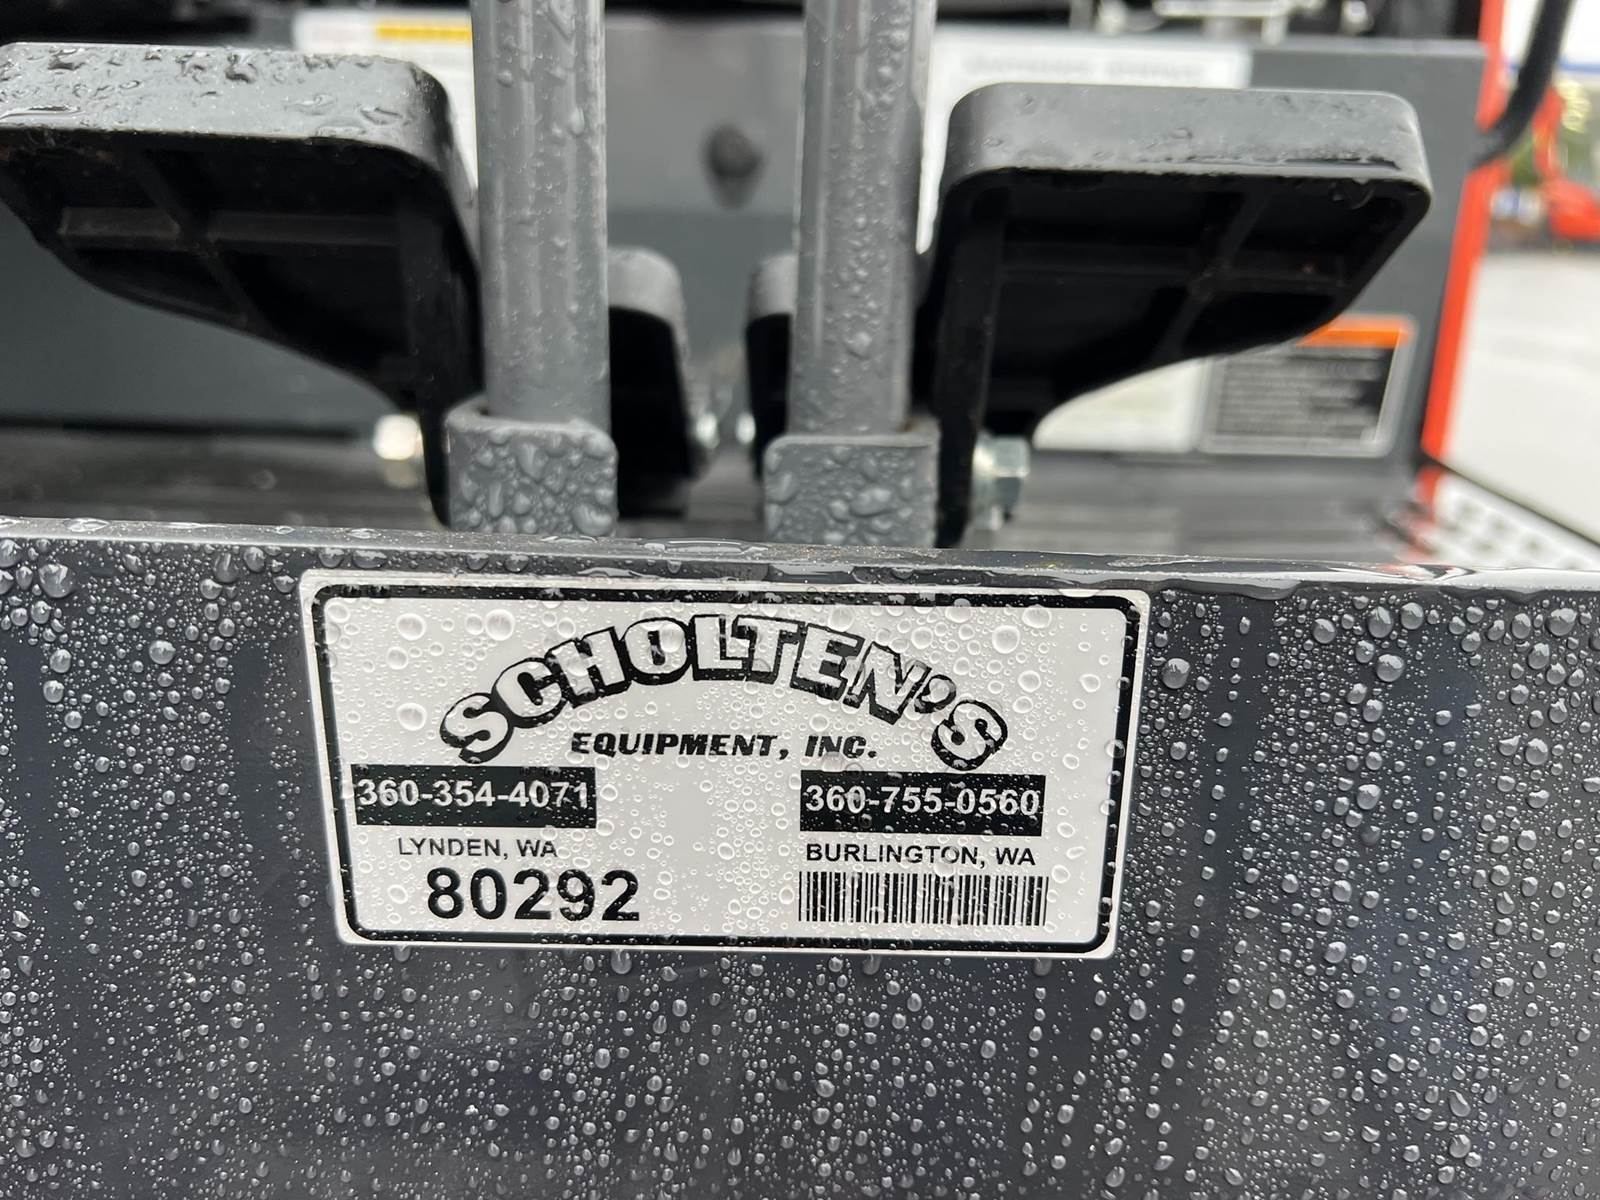 SCHOLTEN'S
EQUIPMENT, INC.
360-354-4071
360-755-0560
LYNDEN, WA
BURLINGTON, WA
80292